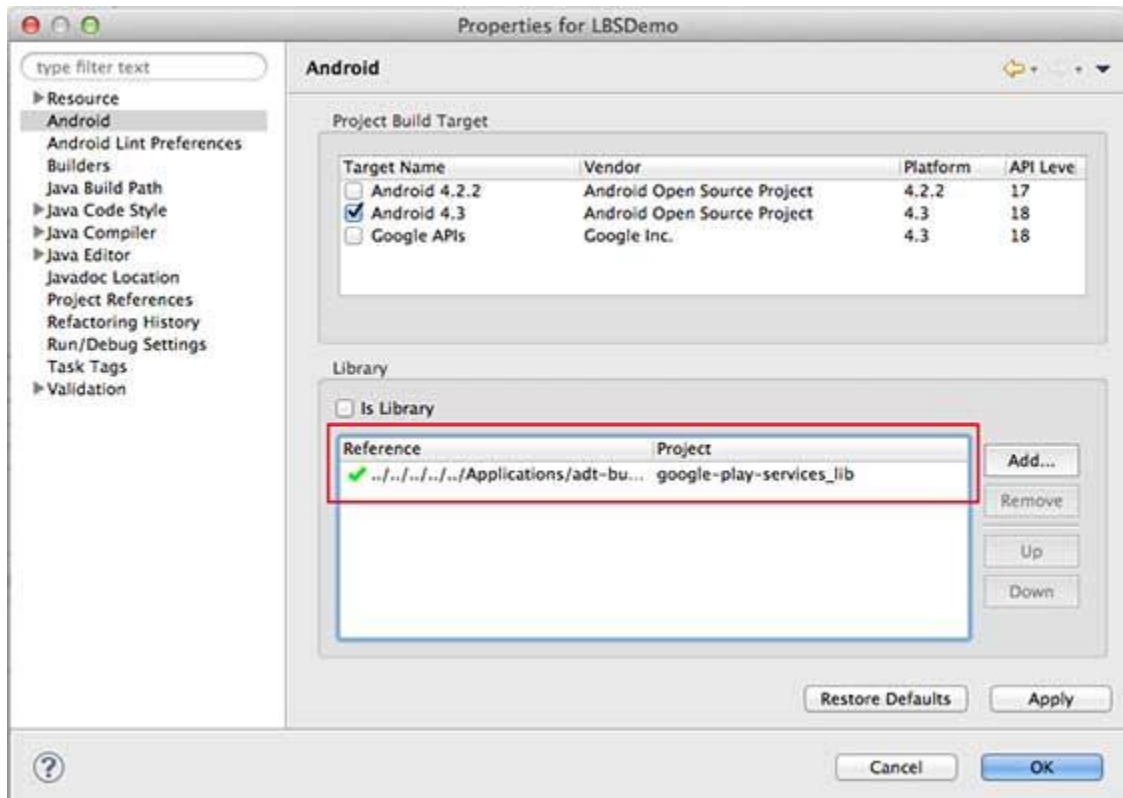 Properties for LBSDemo
type filter text
Resource
Android
Android Lint Preferences
Builders
Java Build Path
Java Code Style
Java Compiler
Java Editor
Javadoc Location
Project References
Refactoring History
Run/Debug Settings
Task Tags
Validation
Android
Project Build Target
Target Name Vendor Platform API Leve
Android 4.2.2 Android Open Source Project 4.2.2 17
Android 4.3 Android Open Source Project 4.3 18
Google APIs Google Inc. 4.3 18
Library
Is Library
Reference Project
../../../../../Applications/adt-bu... google-play-services_lib
Add...
Remove
Up
Down
Restore Defaults Apply
? Cancel OK